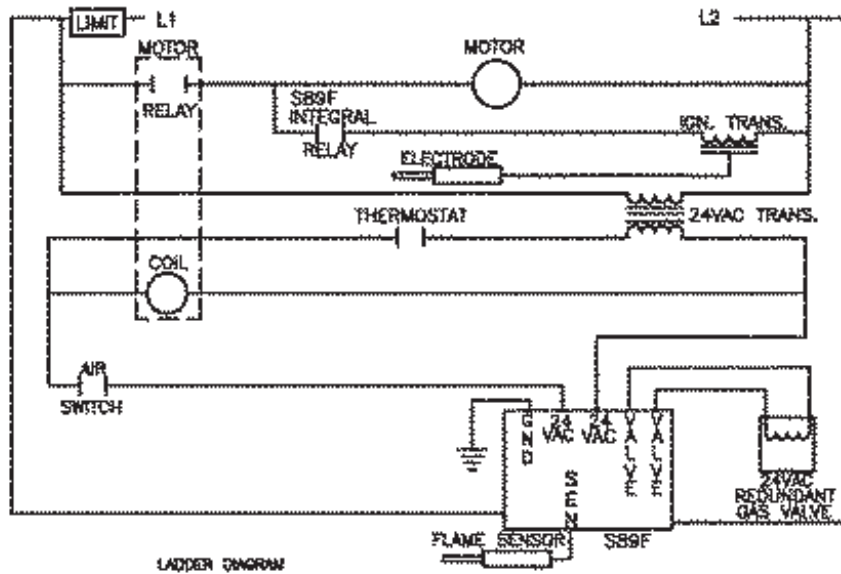 LIMIT L1 L2
MOTOR MOTOR
RELAY
S89F
INTEGRAL
RELAY
IGN. TRANS.
ELECTRODE
THERMOSTAT
24VAC TRANS.
COIL
AIR
SWITCH
GND
24
VAC
24
VAC
VALVE
VALVE
SEN
24VAC
REDUNDANT
GAS VALVE
FLAME SENSOR
S89F
LADDER DIAGRAM